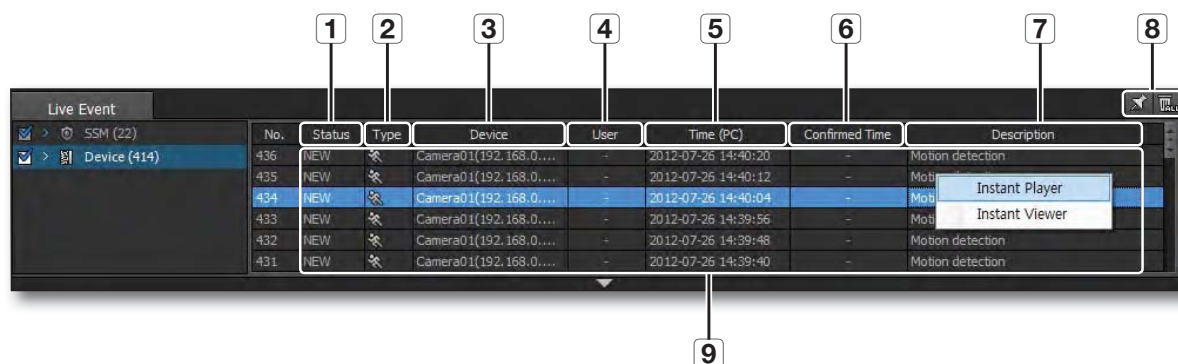 1 2 3 4 5 6 7 8
Live Event
SSM (22)
Device (414)
No. Status Type Device User Time (PC) Confirmed Time Description
436 NEW Camera01(192.168.0.... - 2012-07-26 14:40:20 - Motion detection
435 NEW Camera01(192.168.0.... - 2012-07-26 14:40:12 - Moti
434 NEW Camera01(192.168.0.... - 2012-07-26 14:40:04 - Moti
433 NEW Camera01(192.168.0.... - 2012-07-26 14:39:56 - Moti
432 NEW Camera01(192.168.0.... - 2012-07-26 14:39:48 - Motion detection
431 NEW Camera01(192.168.0.... - 2012-07-26 14:39:40 - Motion detection
Instant Player
Instant Viewer
9